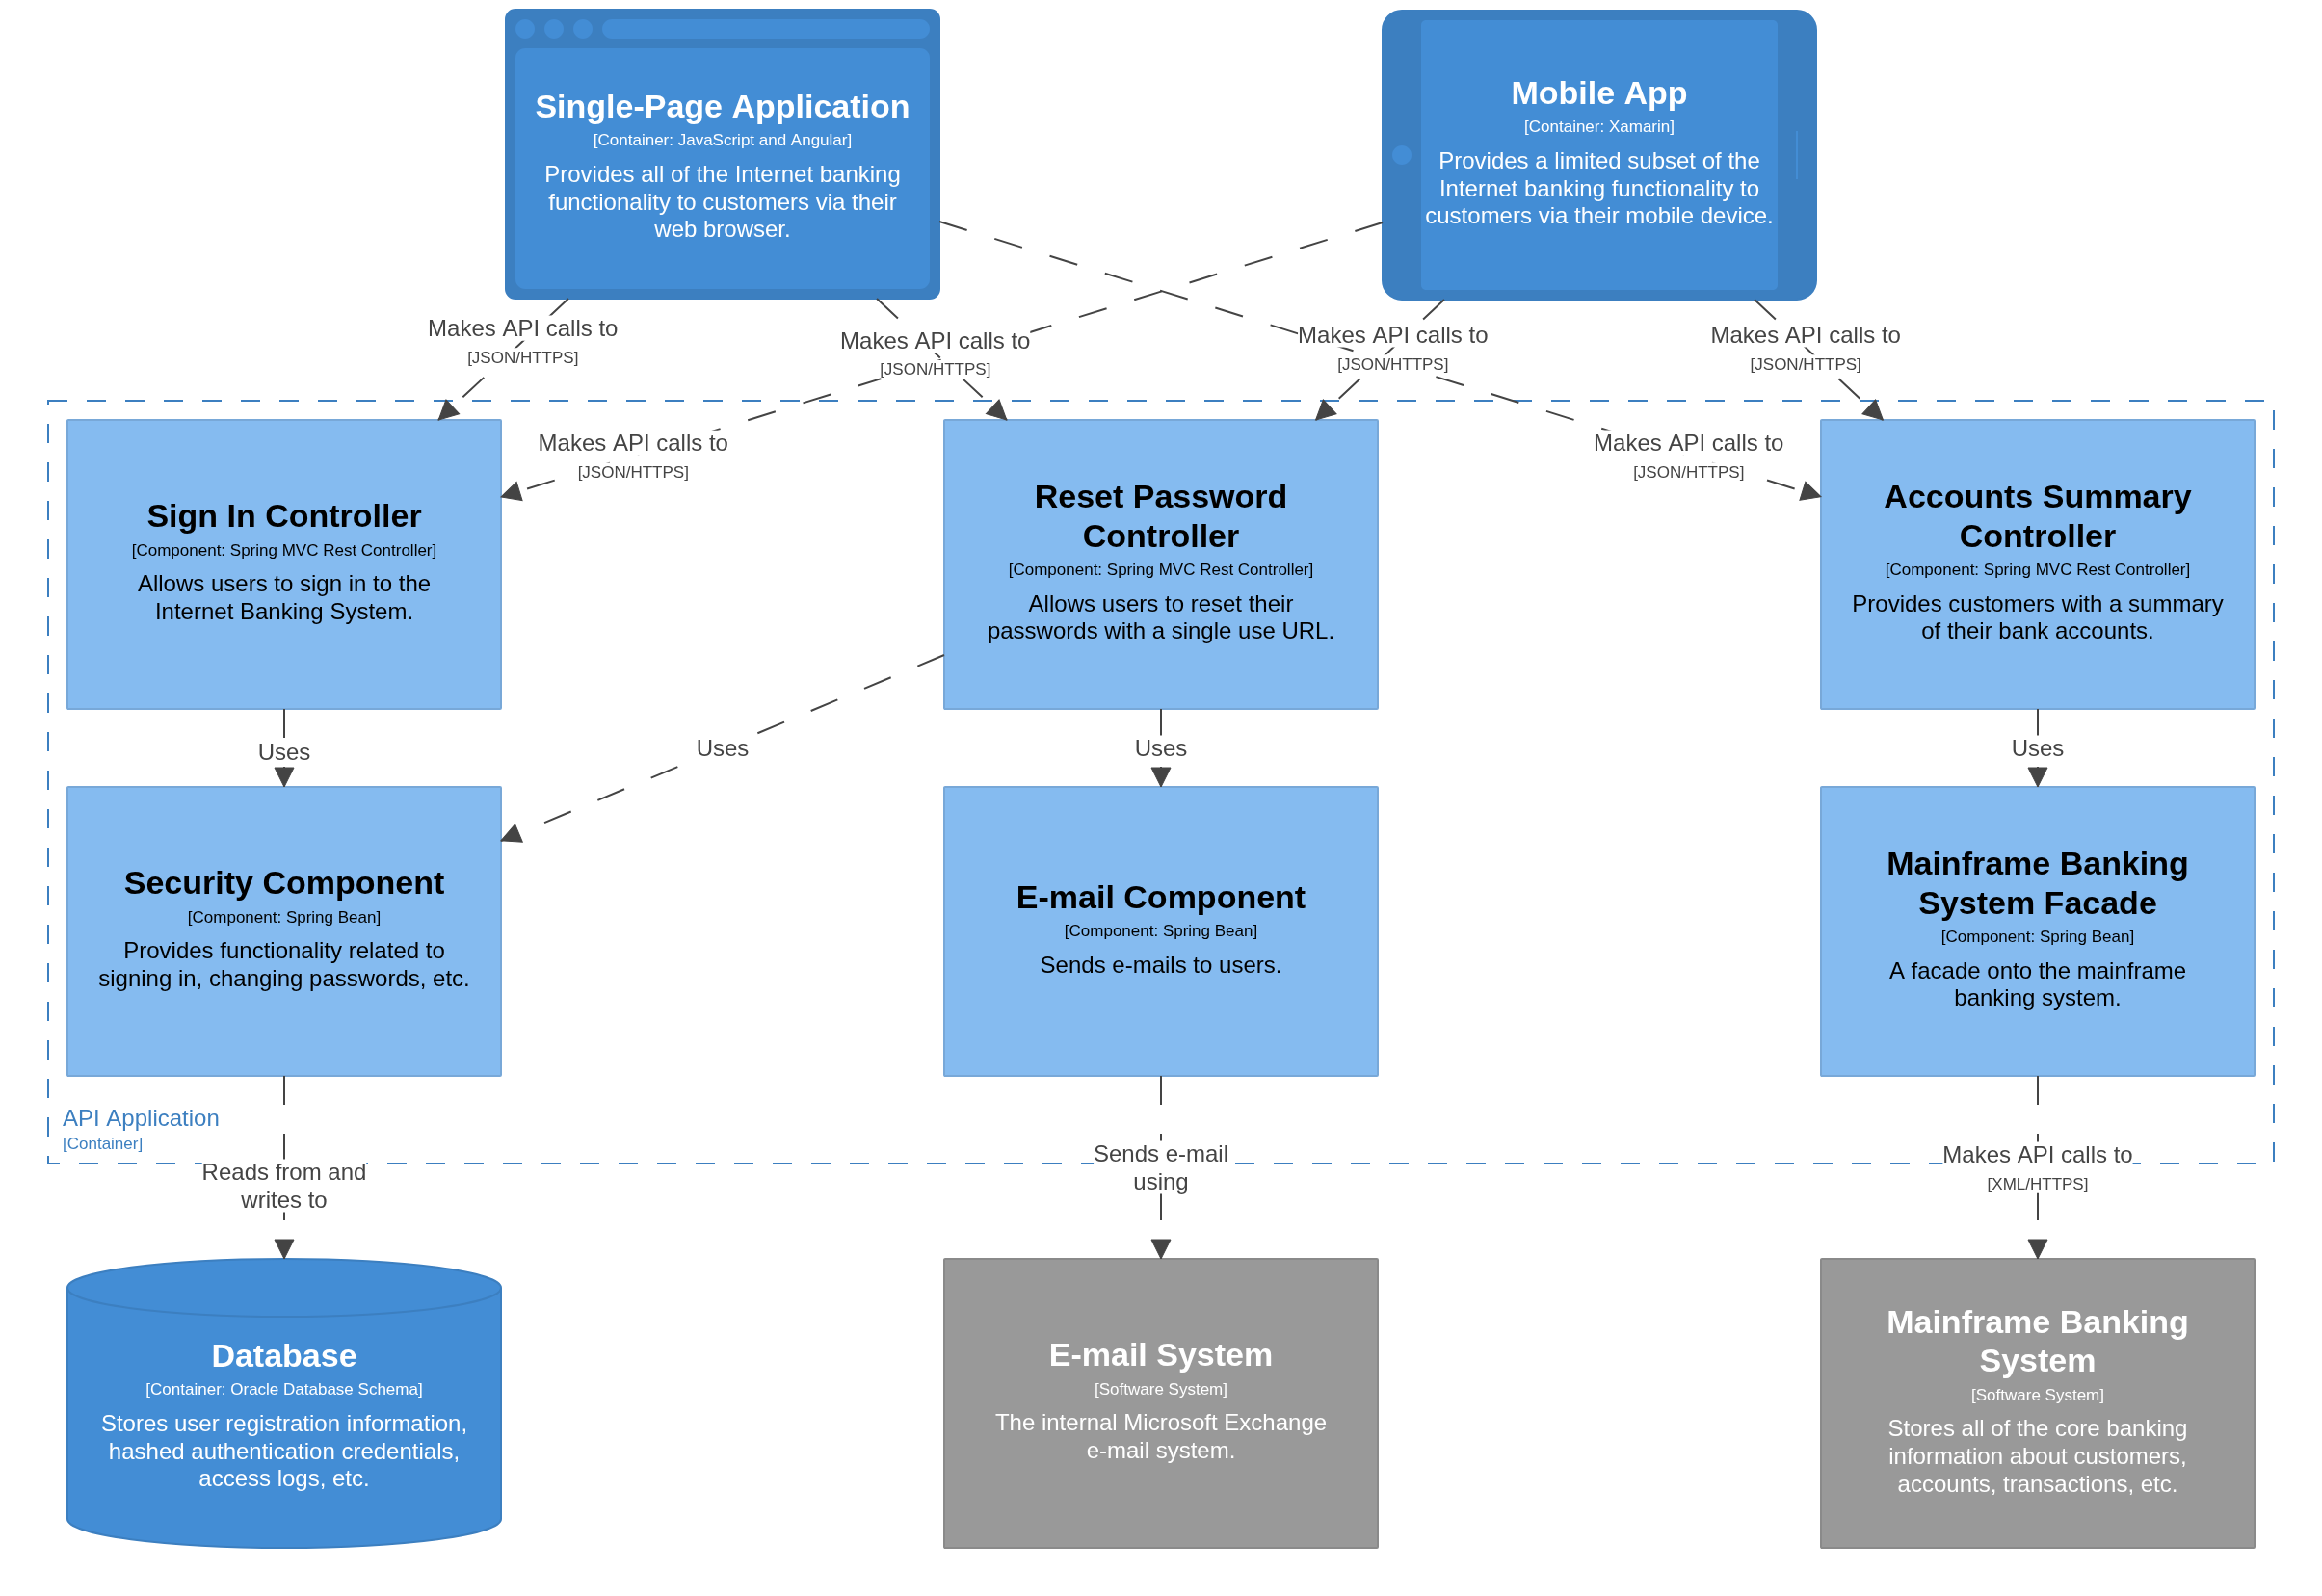 Single-Page Application
[Container: JavaScript and Angular]
Provides all of the Internet banking
functionality to customers via their
web browser.
Mobile App
[Container: Xamarin]
Provides a limited subset of the
Internet banking functionality to
customers via their mobile device.
Makes API calls to
[JSON/HTTPS]
Makes API calls to
[JSON/HTTPS]
Makes API calls to
[JSON/HTTPS]
Makes API calls to
[JSON/HTTPS]
Makes API calls to
[JSON/HTTPS]
Makes API calls to
[JSON/HTTPS]
Sign In Controller
[Component: Spring MVC Rest Controller]
Allows users to sign in to the
Internet Banking System.
Reset Password
Controller
[Component: Spring MVC Rest Controller]
Allows users to reset their
passwords with a single use URL.
Accounts Summary
Controller
[Component: Spring MVC Rest Controller]
Provides customers with a summary
of their bank accounts.
Uses
Uses
Uses
Uses
Security Component
[Component: Spring Bean]
Provides functionality related to
signing in, changing passwords, etc.
E-mail Component
[Component: Spring Bean]
Sends e-mails to users.
Mainframe Banking
System Facade
[Component: Spring Bean]
A facade onto the mainframe
banking system.
API Application
[Container]
Reads from and
writes to
Sends e-mail
using
Makes API calls to
[XML/HTTPS]
Database
[Container: Oracle Database Schema]
Stores user registration information,
hashed authentication credentials,
access logs, etc.
E-mail System
[Software System]
The internal Microsoft Exchange
e-mail system.
Mainframe Banking
System
[Software System]
Stores all of the core banking
information about customers,
accounts, transactions, etc.